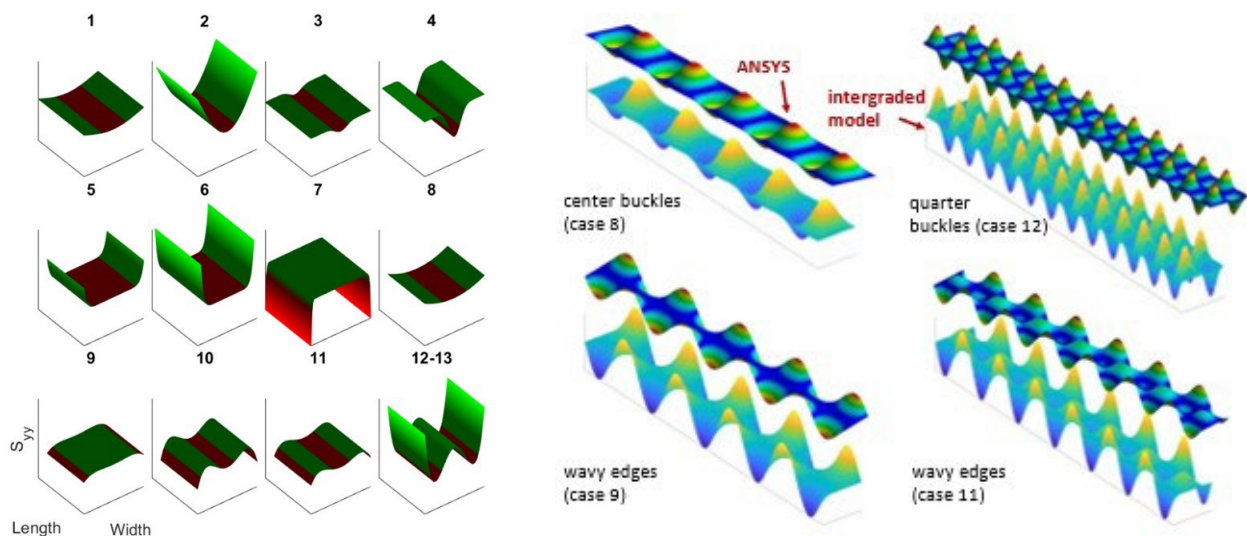 1 2 3 4
5 6 7 8
9 10 11 12-13
Syy
Length Width
ANSYS
intergraded
model
center buckles
(case 8)
quarter
buckles (case 12)
wavy edges
(case 9)
wavy edges
(case 11)